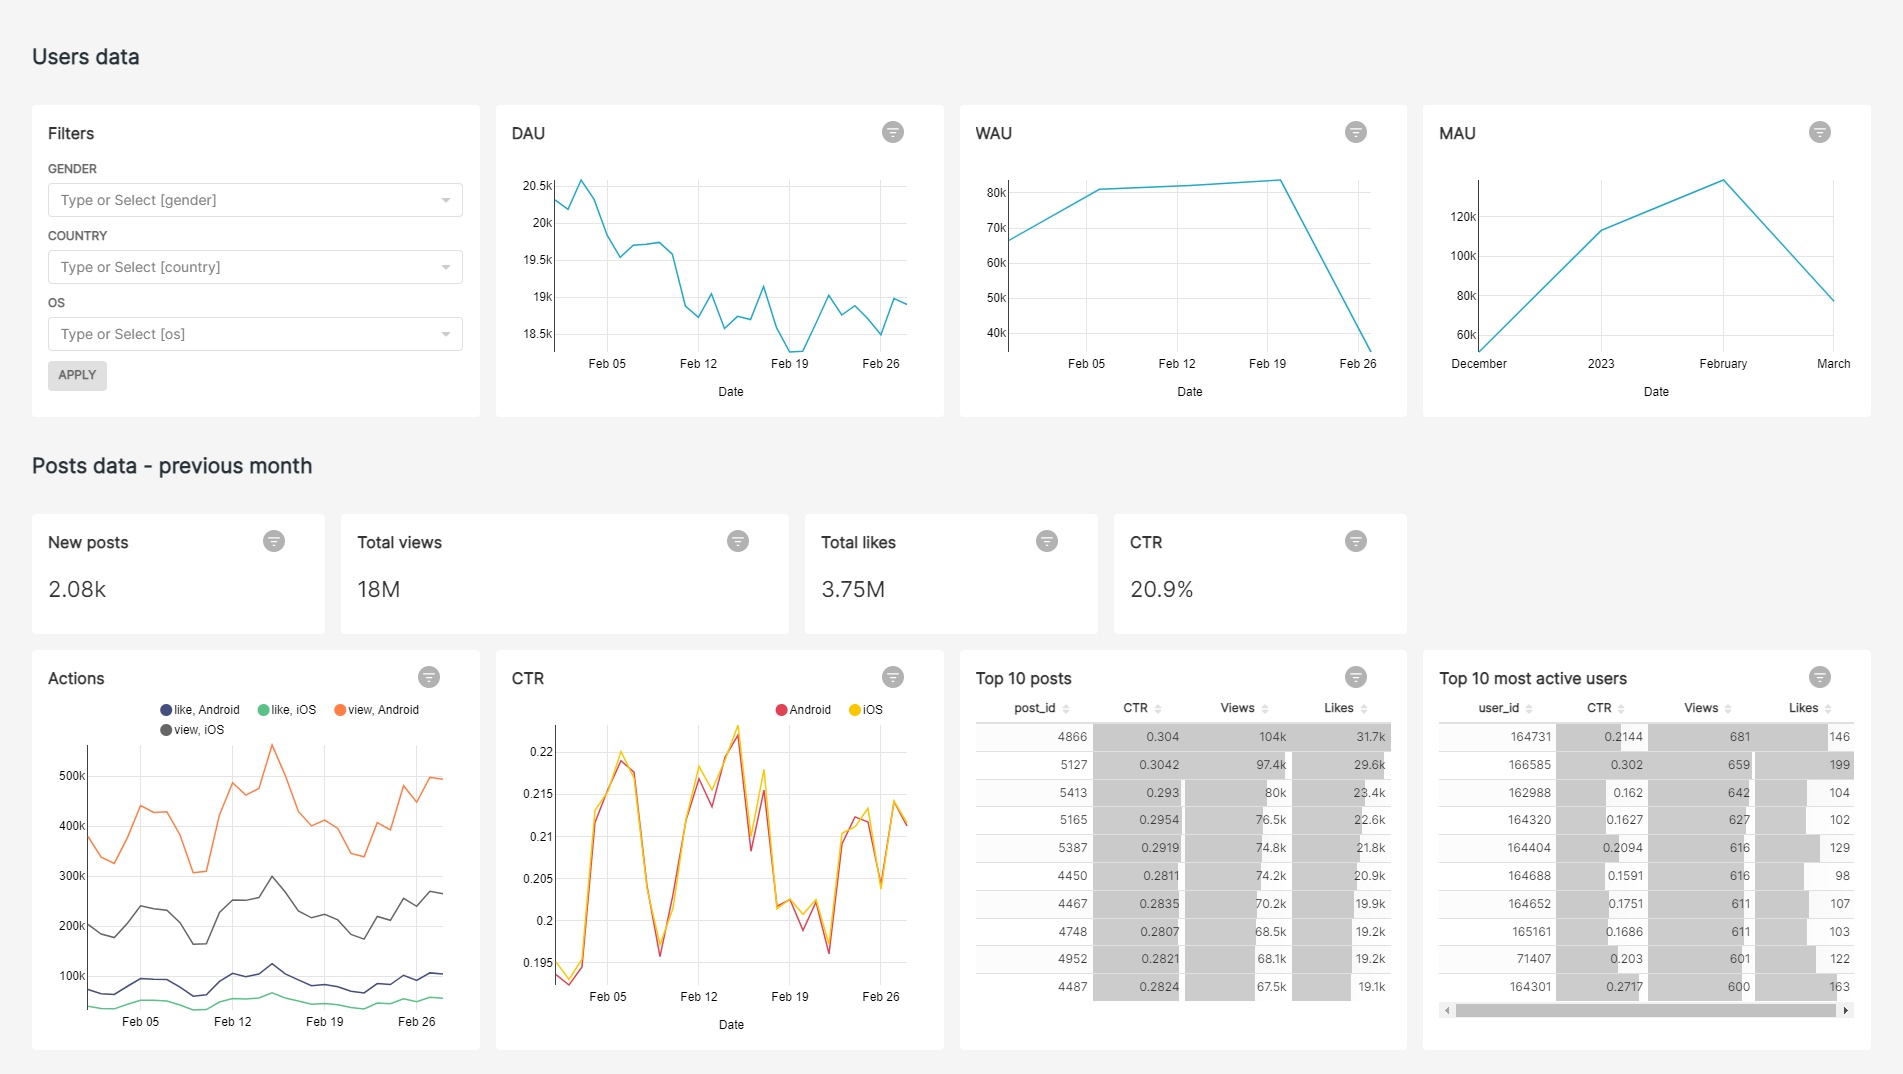 Users data
Filters
GENDER
Type or Select [gender]
COUNTRY
Type or Select [country]
OS
Type or Select [os]
APPLY
DAU
20.5k
20k
19.5k
19k
18.5k
Feb 05 Feb 12 Feb 19 Feb 26
Date
WAU
80k
70k
60k
50k
40k
Feb 05 Feb 12 Feb 19 Feb 26
Date
MAU
120k
100k
80k
60k
December 2023 February March
Date
Posts data - previous month
New posts
2.08k
Total views
18M
Total likes
3.75M
CTR
20.9%
Actions
like, Android like, iOS view, Android
view, iOS
500k
400k
300k
200k
100k
Feb 05 Feb 12 Feb 19 Feb 26
CTR
Android iOS
0.22
0.215
0.21
0.205
0.2
0.195
Feb 05 Feb 12 Feb 19 Feb 26
Date
Top 10 posts
post_id CTR Views Likes
4866 0.304 104k 31.7k
5127 0.3042 97.4k 29.6k
5413 0.293 80k 23.4k
5165 0.2954 76.5k 22.6k
5387 0.2919 74.8k 21.8k
4450 0.2811 74.2k 20.9k
4467 0.2835 70.2k 19.9k
4748 0.2807 68.5k 19.2k
4952 0.2821 68.1k 19.2k
4487 0.2824 67.5k 19.1k
Top 10 most active users
user_id CTR Views Likes
164731 0.2144 681 146
166585 0.302 659 199
162988 0.162 642 104
164320 0.1627 627 102
164404 0.2094 616 129
164688 0.1591 616 98
164652 0.1751 611 107
165161 0.1686 611 103
71407 0.203 601 122
164301 0.2717 600 163